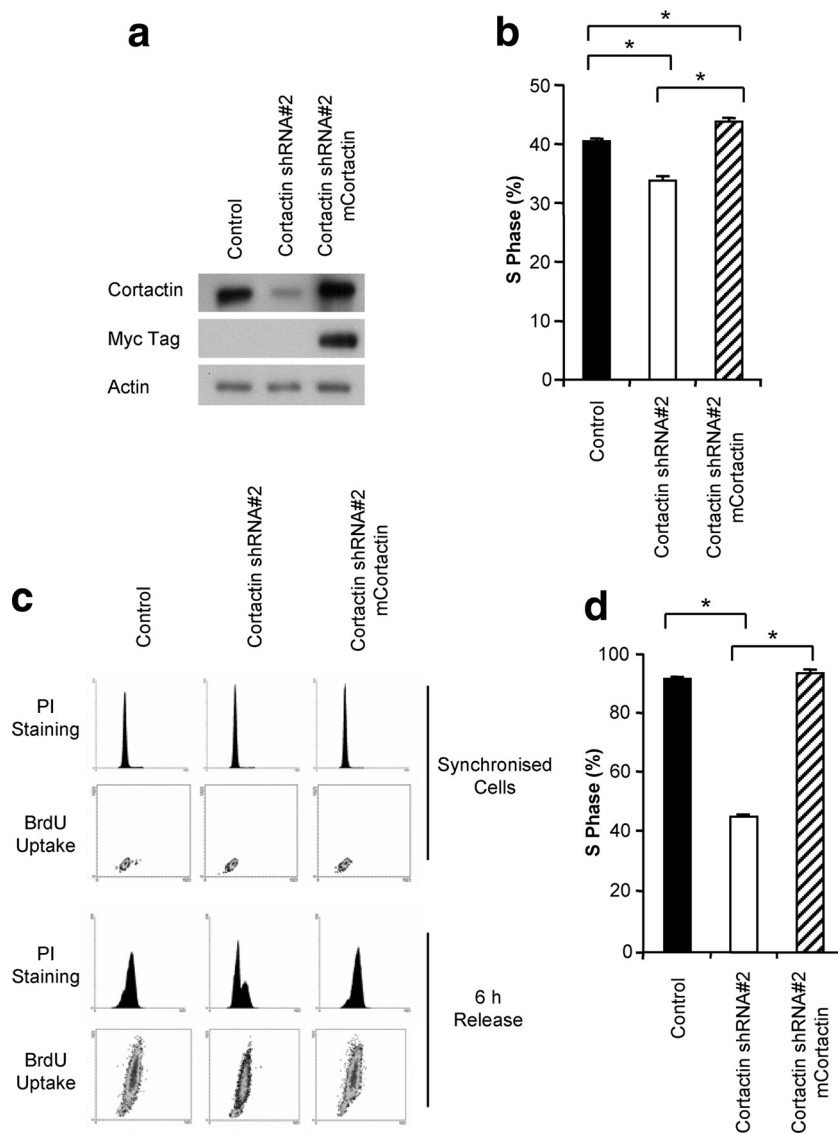 a
Control
Cortactin shRNA#2
Cortactin shRNA#2
mCortactin
Cortactin
Myc Tag
Actin
b
*
*
*
50
40
30
20
10
0
S Phase (%)
Control
Cortactin shRNA#2
Cortactin shRNA#2
mCortactin
c
Control
Cortactin shRNA#2
Cortactin shRNA#2
mCortactin
PI
Staining
BrdU
Uptake
Synchronised
Cells
PI
Staining
BrdU
Uptake
6 h
Release
d
*
*
100
80
60
40
20
0
S Phase (%)
Control
Cortactin shRNA#2
Cortactin shRNA#2
mCortactin